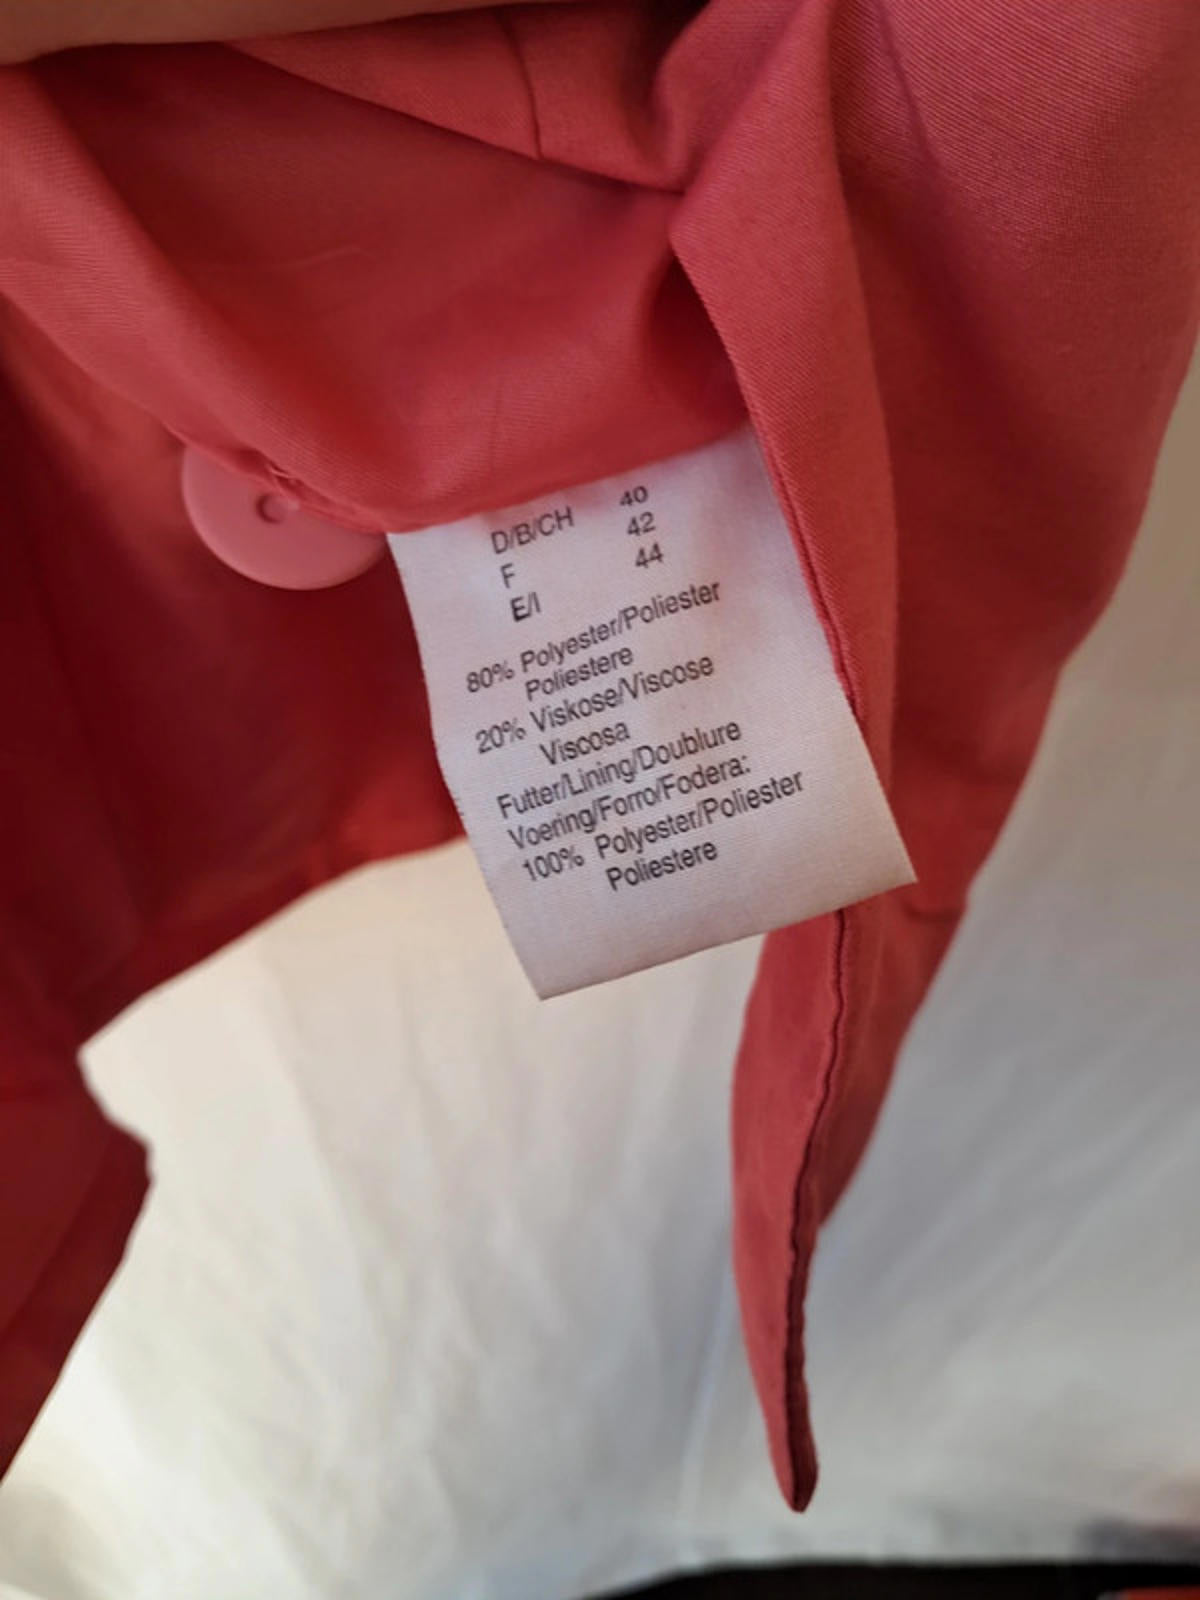 D/B/CH 40
F 42
E/I 44
80% Polyester/Poliester
Poliestere
20% Viskose/Viscose
Viscosa
Futter/Lining/Doublure
Voering/Forro/Fodera:
100% Polyester/Poliester
Poliestere